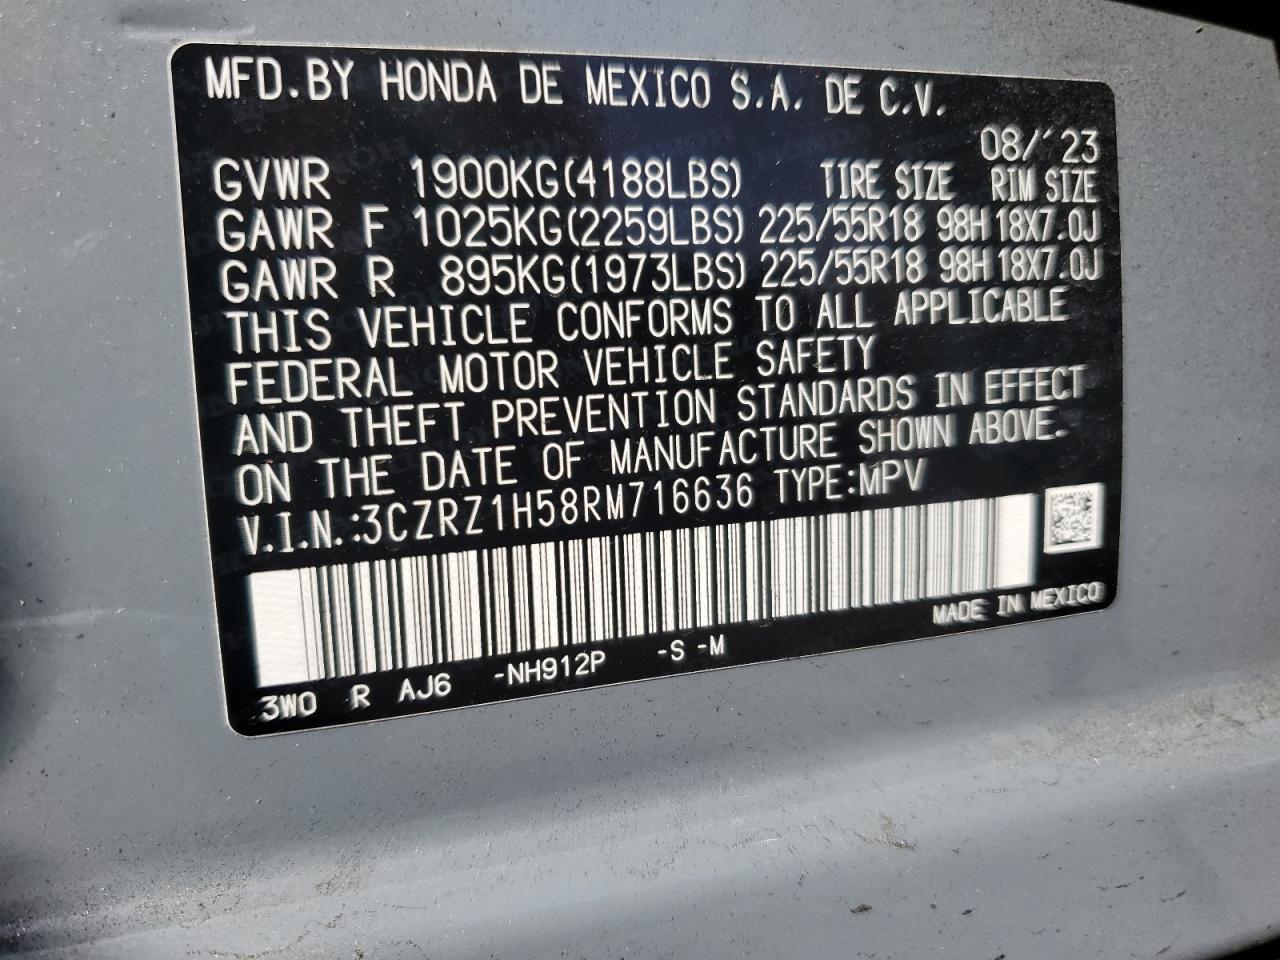 MFD.BY HONDA DE MEXICO S.A. DE C.V.
08/'23
GVWR 1900KG(4188LBS) TIRE SIZE RIM SIZE
GAWR F 1025KG(2259LBS) 225/55R18 98H 18X7.0J
GAWR R 895KG(1973LBS) 225/55R18 98H 18X7.0J
THIS VEHICLE CONFORMS TO ALL APPLICABLE
FEDERAL MOTOR VEHICLE SAFETY
AND THEFT PREVENTION STANDARDS IN EFFECT
ON THE DATE OF MANUFACTURE SHOWN ABOVE.
V.I.N.:3CZRZ1H58RM716636 TYPE:MPV
MADE IN MEXICO
3W0 R AJ6 -NH912P -S -M